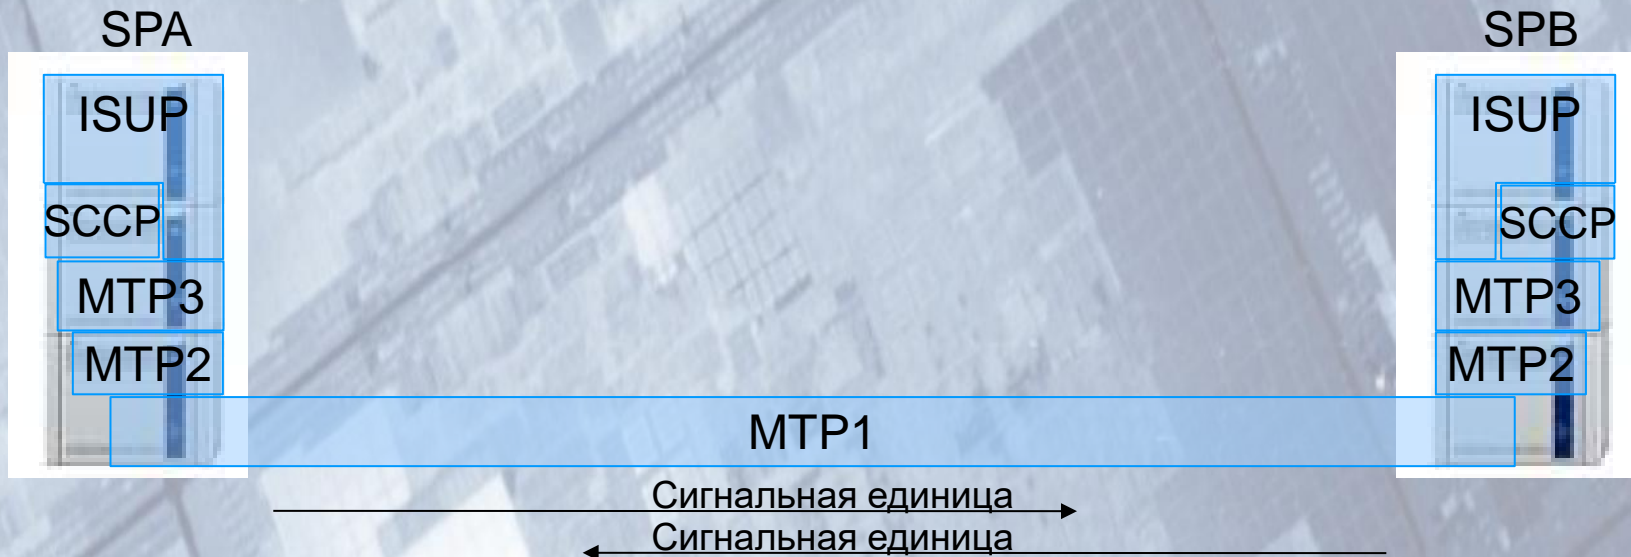 SPA
SPB
ISUP
ISUP
SCCP
SCCP
MTP3
MTP3
MTP2
MTP2
MTP1
Сигнальная единица
Сигнальная единица